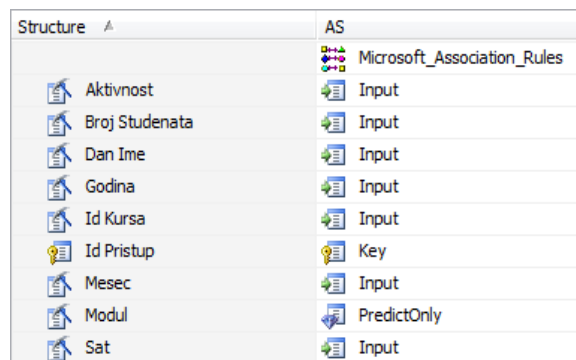 Structure AS
Microsoft_Association_Rules
Aktivnost Input
Broj Studenata Input
Dan Ime Input
Godina Input
Id Kursa Input
Id Pristup Key
Mesec Input
Modul PredictOnly
Sat Input